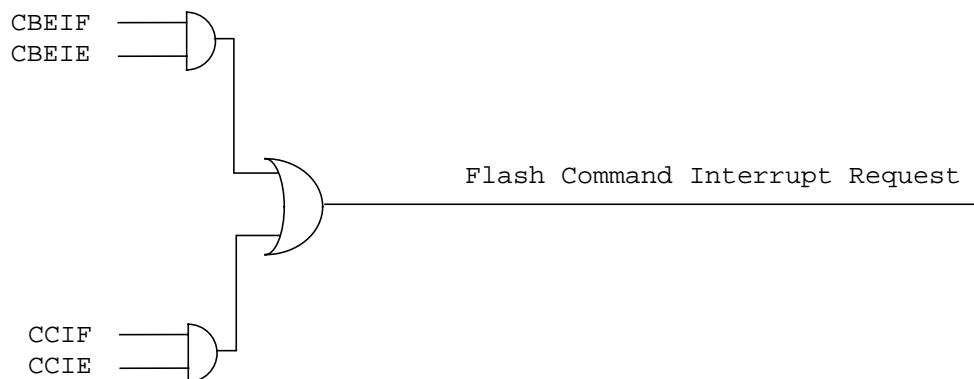 CBEIF
CBEIE
Flash Command Interrupt Request
CCIF
CCIE